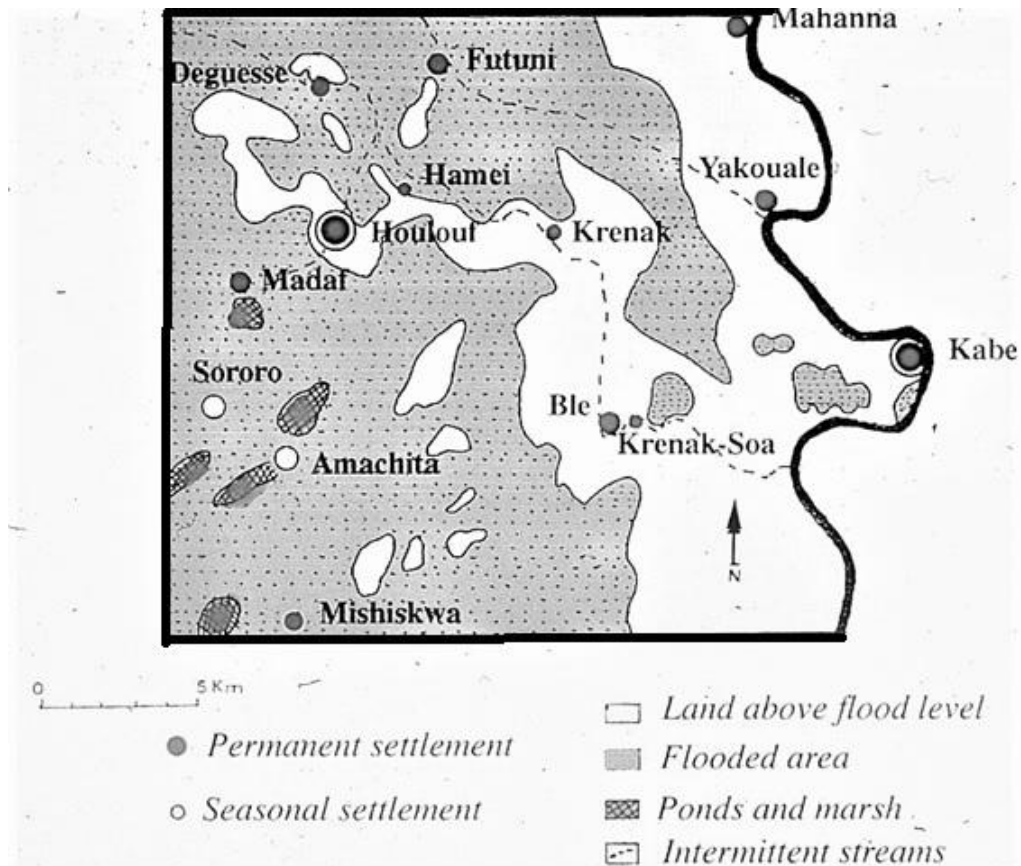 Mahanna
Futuni
Deguesse
Yakouale
Hamei
Houlouf
Krenak
Madaf
Kabe
Sororo
Ble
Krenak-Soa
Amachita
N
Mishiskwa
0 5 Km
Land above flood level
Permanent settlement
Flooded area
Seasonal settlement
Ponds and marsh
Intermittent streams